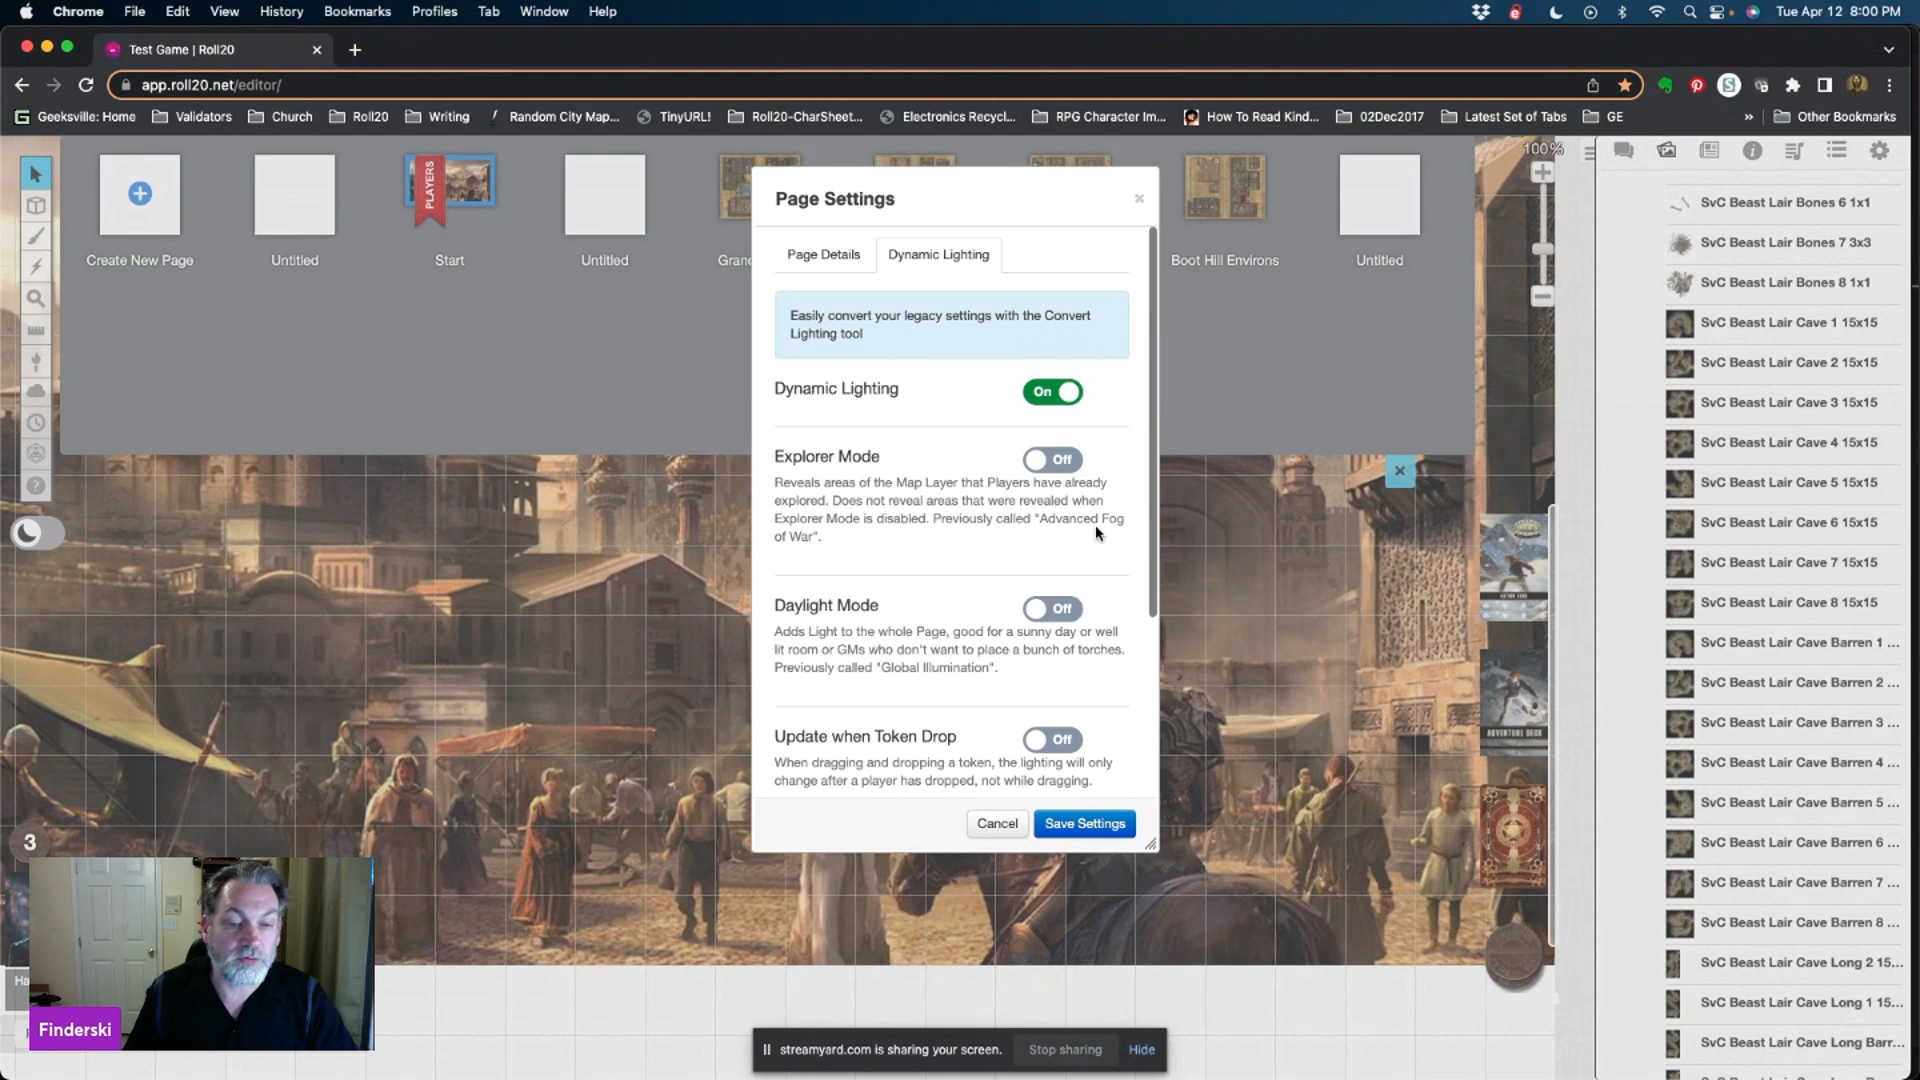 Chrome File Edit View History Bookmarks Profiles Tab Window Help Tue Apr 12 8:00 PM
Test Game | Roll20
app.roll20.net/editor/
Geeksville: Home Validators Church Roll20 Writing Random City Map... TinyURL! Roll20-CharSheet... Electronics Recycl... RPG Character Im... How To Read Kind... 02Dec2017 Latest Set of Tabs GE » Other Bookmarks
100%
PLAYERS
Create New Page
Untitled
Start
Untitled
Boot Hill Environs
Untitled
Page Settings
Page Details
Dynamic Lighting
Easily convert your legacy settings with the Convert
Lighting tool
Dynamic Lighting
On
Explorer Mode
Off
Reveals areas of the Map Layer that Players have already
explored. Does not reveal areas that were revealed when
Explorer Mode is disabled. Previously called "Advanced Fog
of War".
Daylight Mode
Off
Adds Light to the whole Page, good for a sunny day or well
lit room or GMs who don't want to place a bunch of torches.
Previously called "Global Illumination".
Update when Token Drop
Off
When dragging and dropping a token, the lighting will only
change after a player has dropped, not while dragging.
Cancel
Save Settings
SvC Beast Lair Bones 6 1x1
SvC Beast Lair Bones 7 3x3
SvC Beast Lair Bones 8 1x1
SvC Beast Lair Cave 1 15x15
SvC Beast Lair Cave 2 15x15
SvC Beast Lair Cave 3 15x15
SvC Beast Lair Cave 4 15x15
SvC Beast Lair Cave 5 15x15
SvC Beast Lair Cave 6 15x15
SvC Beast Lair Cave 7 15x15
SvC Beast Lair Cave 8 15x15
SvC Beast Lair Cave Barren 1 ...
SvC Beast Lair Cave Barren 2 ...
SvC Beast Lair Cave Barren 3 ...
SvC Beast Lair Cave Barren 4 ...
SvC Beast Lair Cave Barren 5 ...
SvC Beast Lair Cave Barren 6 ...
SvC Beast Lair Cave Barren 7 ...
SvC Beast Lair Cave Barren 8 ...
SvC Beast Lair Cave Long 2 15...
SvC Beast Lair Cave Long 1 15...
SvC Beast Lair Cave Long Barr...
ADVENTURE DECK
3
Finderski
streamyard.com is sharing your screen.
Stop sharing
Hide